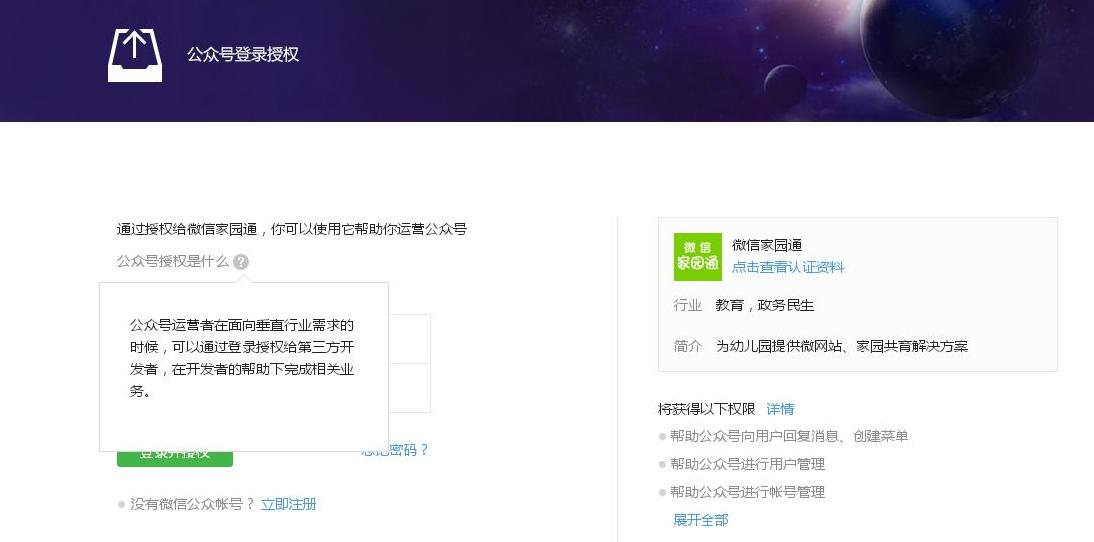 公众号登录授权
通过授权给微信家园通，你可以使用它帮助你运营公众号
公众号授权是什么 ?
公众号运营者在面向垂直行业需求的
时候，可以通过登录授权给第三方开
发者，在开发者的帮助下完成相关业
务。
登录并授权
忘记密码？
没有微信公众帐号？ 立即注册
微信
家园通
微信家园通
点击查看认证资料
行业 教育，政务民生
简介 为幼儿园提供微网站、家园共育解决方案
将获得以下权限 详情
帮助公众号向用户回复消息、创建菜单
帮助公众号进行用户管理
帮助公众号进行帐号管理
展开全部